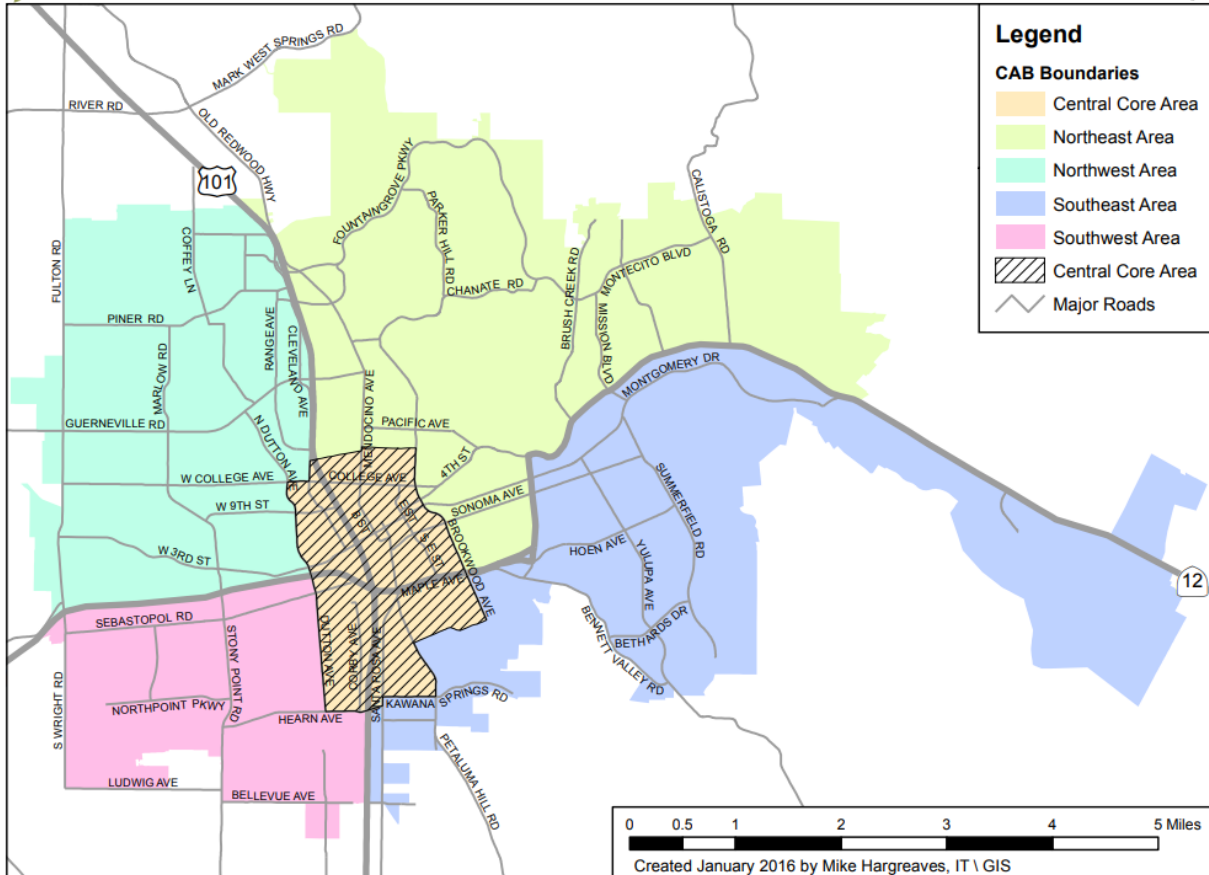 MARK WEST SPRINGS RD
RIVER RD
OLD REDWOOD HWY
101
FOUNTAINGROVE PKWY
PARKER HILL RD
CALISTOGA RD
COFFEY LN
FULTON RD
BRUSH CREEK RD
MONTECITO BLVD
CHANATE RD
MISSION BLVD
PINER RD
RANGE AVE
CLEVELAND AVE
MARLOW RD
MONTGOMERY DR
MENDOCINO AVE
GUERNEVILLE RD
N DUTTON AVE
PACIFIC AVE
4TH ST
W COLLEGE AVE
COLLEGE AVE
SUMMERFIELD RD
SONOMA AVE
W 9TH ST
B ST
E ST
S E ST
BROOKWOOD AVE
W 3RD ST
HOEN AVE
YULUPA AVE
MAPLE AVE
12
SEBASTOPOL RD
STONY POINT RD
DUTTON AVE
CORBY AVE
SANTA ROSA AVE
BETHARDS DR
BENNETT VALLEY RD
S WRIGHT RD
NORTHPOINT PKWY
HEARN AVE
KAWANA SPRINGS RD
PETALUMA HILL RD
LUDWIG AVE
BELLEVUE AVE
Legend
CAB Boundaries
Central Core Area
Northeast Area
Northwest Area
Southeast Area
Southwest Area
Central Core Area
Major Roads
0 0.5 1 2 3 4 5 Miles
Created January 2016 by Mike Hargreaves, IT \ GIS